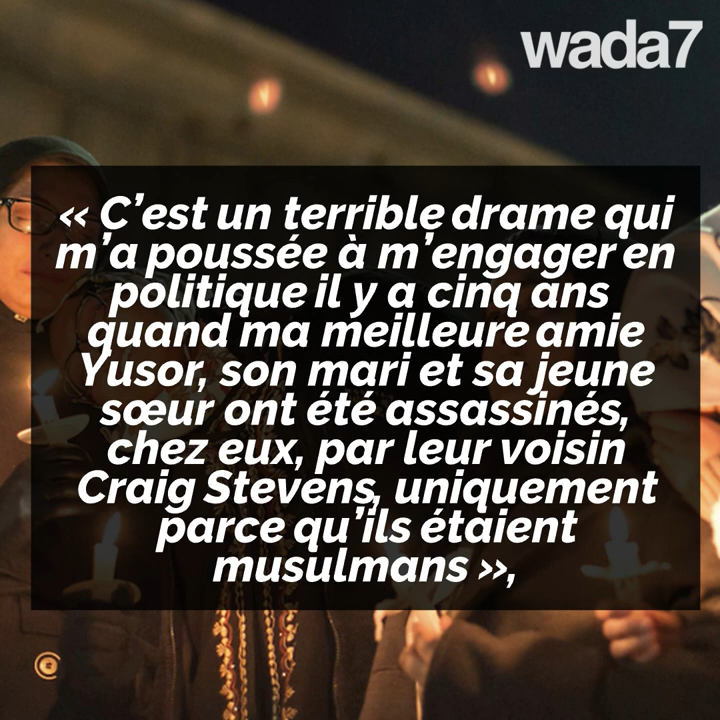 wada7
« C’est un terrible drame qui
m’a poussée à m’engager en
politique il y a cinq ans
quand ma meilleure amie
Yusor, son mari et sa jeune
sœur ont été assassinés,
chez eux, par leur voisin
Craig Stevens, uniquement
parce qu’ils étaient
musulmans »,